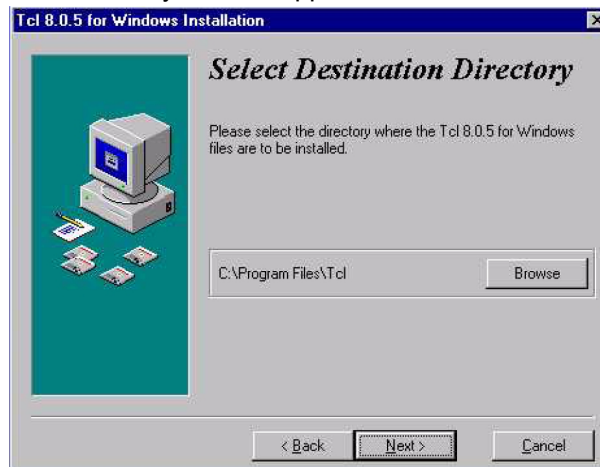 Tcl 8.0.5 for Windows Installation
Select Destination Directory
Please select the directory where the Tcl 8.0.5 for Windows
files are to be installed.
C:\Program Files\Tcl
Browse
< Back
Next >
Cancel